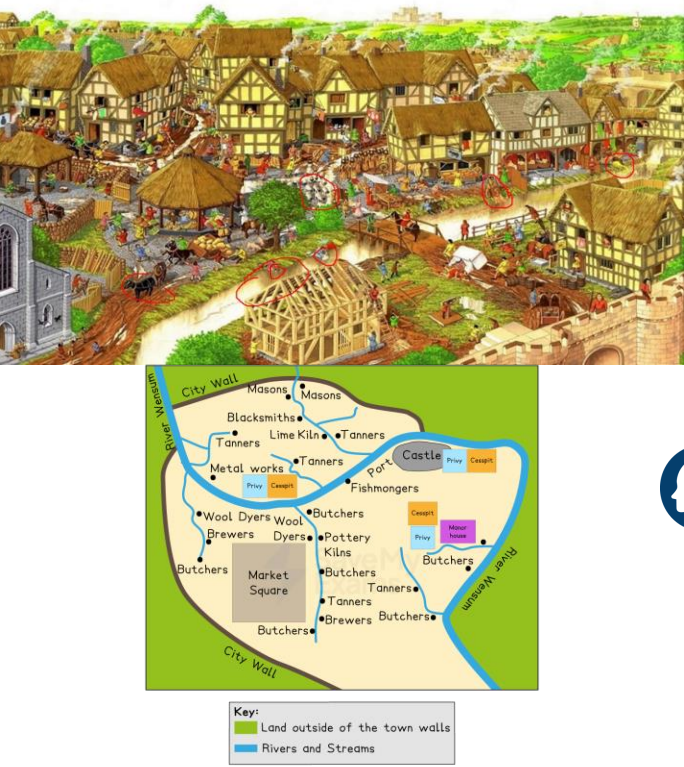 River Wensum
City Wall
Masons
Masons
Blacksmiths
Lime Kiln
Tanners
Tanners
Tanners
Metal works
Privy
Cesspit
Port
Castle
Privy
Cesspit
Fishmongers
Wool Dyers
Brewers
Butchers
Wool
Dyers
Butchers
Pottery
Kilns
Butchers
Tanners
Brewers
Butchers
Market
Square
Cesspit
Privy
Manor
house
Butchers
Tanners
Butchers
River Wensum
City Wall
Key:
Land outside of the town walls
Rivers and Streams